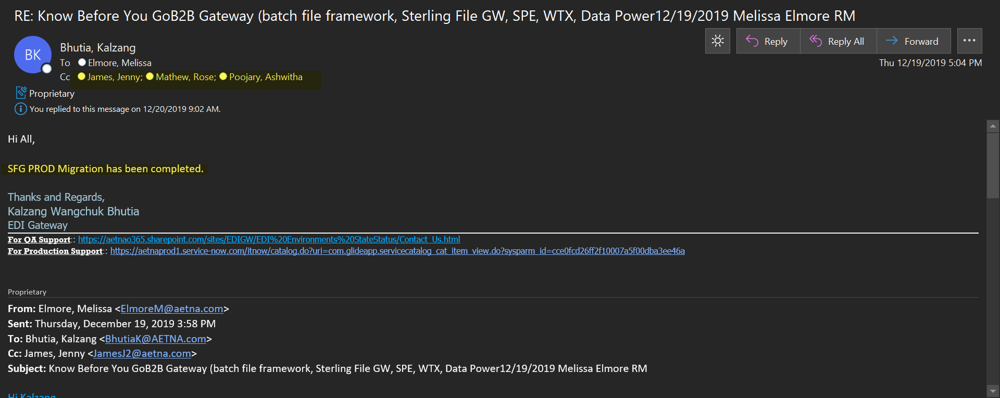 RE: Know Before You GoB2B Gateway (batch file framework, Sterling File GW, SPE, WTX, Data Power12/19/2019 Melissa Elmore RM
BK
Bhutia, Kalzang
To Elmore, Melissa
Cc James, Jenny; Mathew, Rose; Poojary, Ashwitha
Reply Reply All Forward ...
Thu 12/19/2019 5:04 PM
Proprietary
You replied to this message on 12/20/2019 9:02 AM.
Hi All,
SFG PROD Migration has been completed.
Thanks and Regards,
Kalzang Wangchuk Bhutia
EDI Gateway
For QA Support:: https://aetnao365.sharepoint.com/sites/EDIGW/EDI%20Environments%20StateStatus/Contact_Us.html
For Production Support:: https://aetnaprod1.service-now.com/itnow/catalog.do?uri=com.glideapp.servicecatalog_cat_item_view.do?sysparm_id=cce0fcd26ff2f10007a5f00dba3ee46a
Proprietary
From: Elmore, Melissa <ElmoreM@aetna.com>
Sent: Thursday, December 19, 2019 3:58 PM
To: Bhutia, Kalzang <BhutiaK@AETNA.com>
Cc: James, Jenny <JamesJ2@aetna.com>
Subject: Know Before You GoB2B Gateway (batch file framework, Sterling File GW, SPE, WTX, Data Power12/19/2019 Melissa Elmore RM
Hi Kalzang